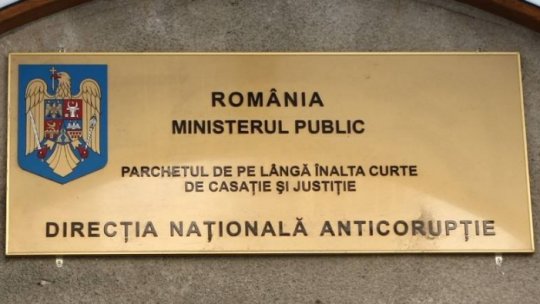 ROMÂNIA
MINISTERUL PUBLIC
PARCHETUL DE PE LÂNGĂ ÎNALTA CURTE
DE CASAȚIE ȘI JUSTIȚIE
DIRECȚIA NAȚIONALĂ ANTICORUPȚIE